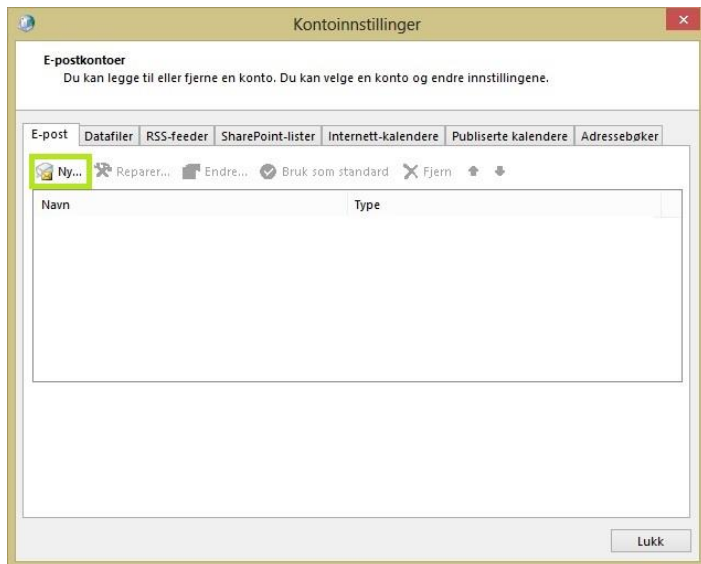 Kontoinnstillinger
E-postkontoer
Du kan legge til eller fjerne en konto. Du kan velge en konto og endre innstillingene.
E-post Datafiler RSS-feeder SharePoint-lister Internett-kalendere Publiserte kalendere Adressebøker
Ny... Reparer... Endre... Bruk som standard Fjern
Navn Type
Lukk